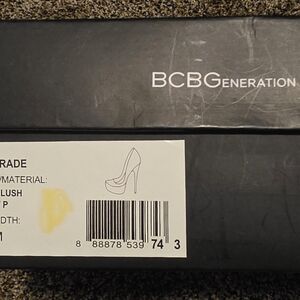 BCBGENERATION
RADE
/MATERIAL:
LUSH
P
DTH:
M
8 88878 539 74 3